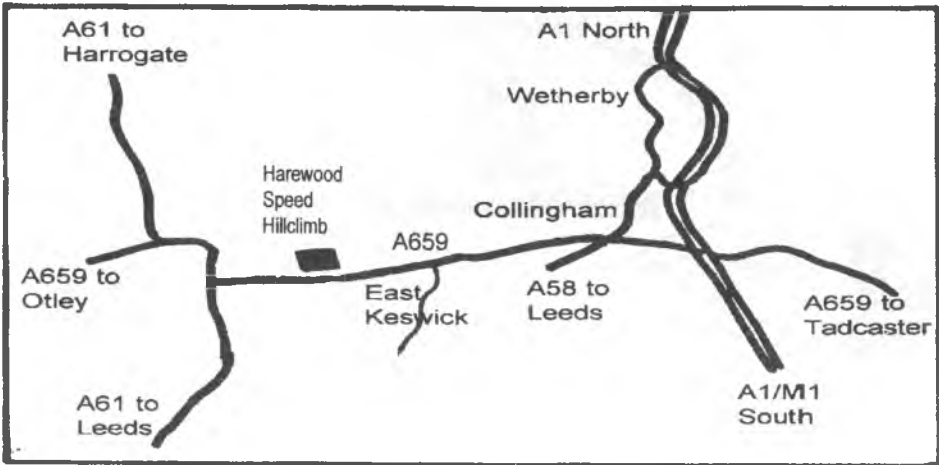 A61 to
Harrogate
A1 North
Wetherby
Harewood
Speed
Hillclimb
Collingham
A659
A659 to
Otley
East
Keswick
A58 to
Leeds
A659 to
Tadcaster
A61 to
Leeds
A1/M1
South